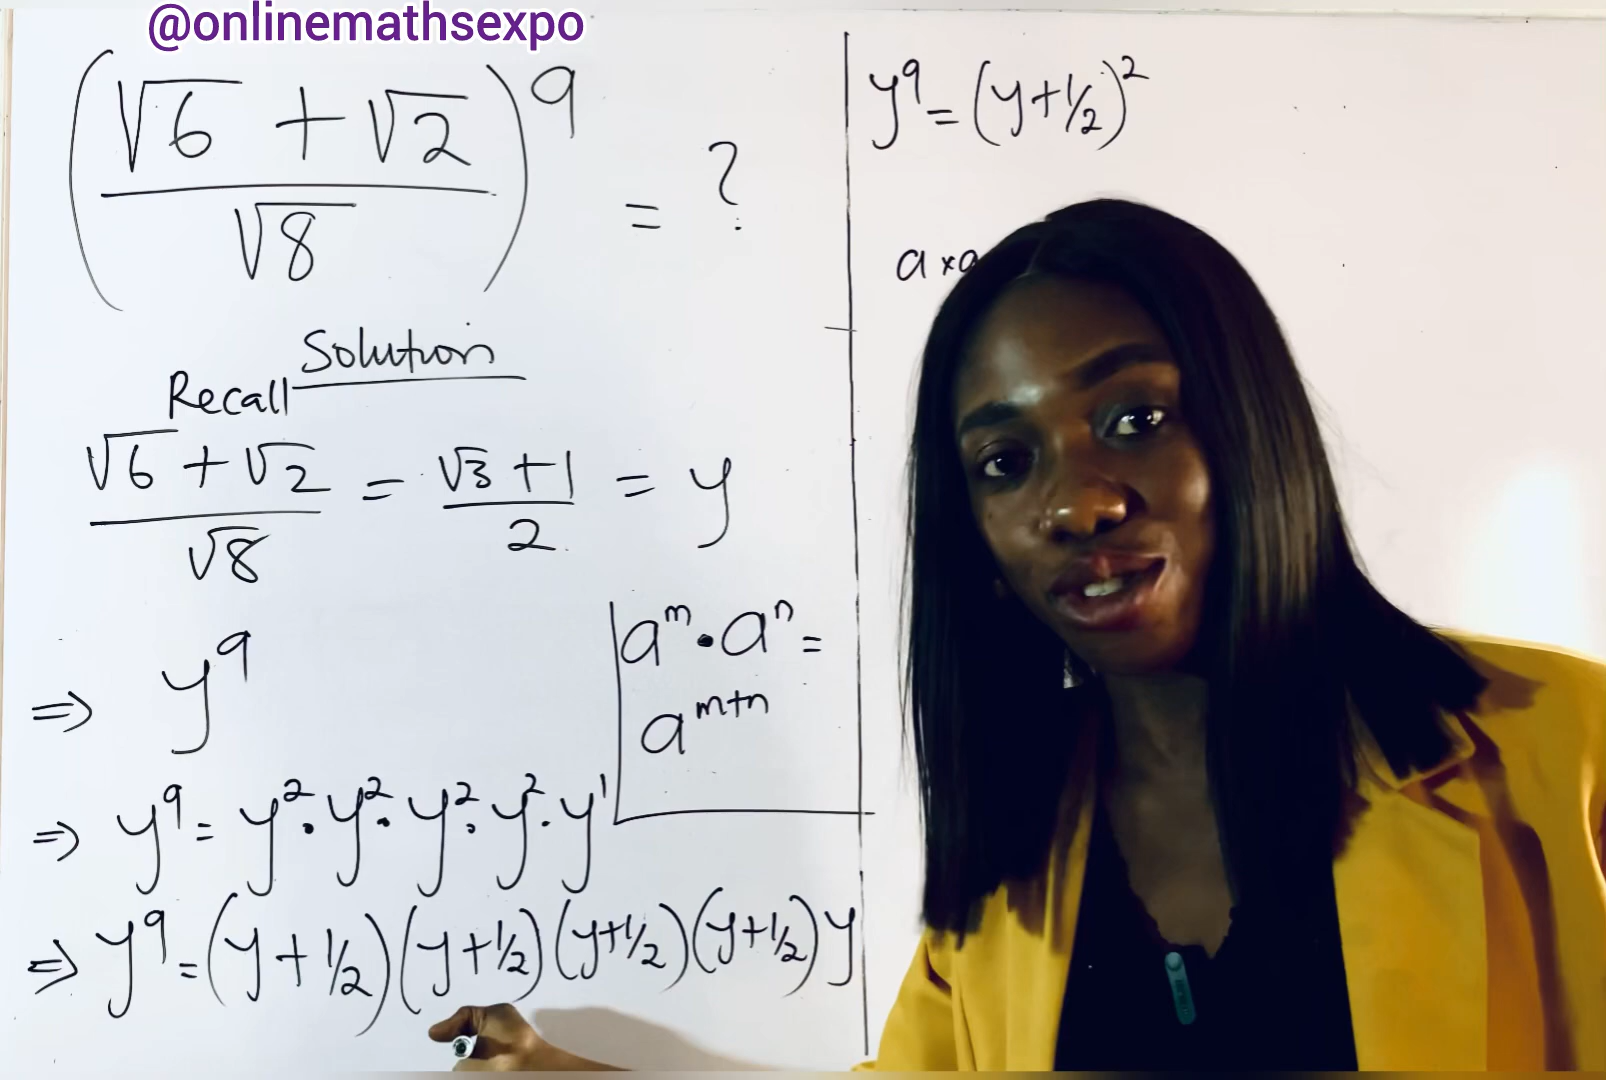 @onlinemathsexpo
(√6 + √2 / √8)^9 = ?
Solution
Recall
√6 + √2 / √8 = √3 + 1 / 2 = y
⇒ y^9
a^m • a^n =
a^m+n
⇒ y^9 = y^2 • y^2 • y^2 • y^2 • y^1
⇒ y^9 = (y + 1/2) (y + 1/2) (y + 1/2) (y + 1/2) y
y^9 = (y + 1/2)^2
a × a